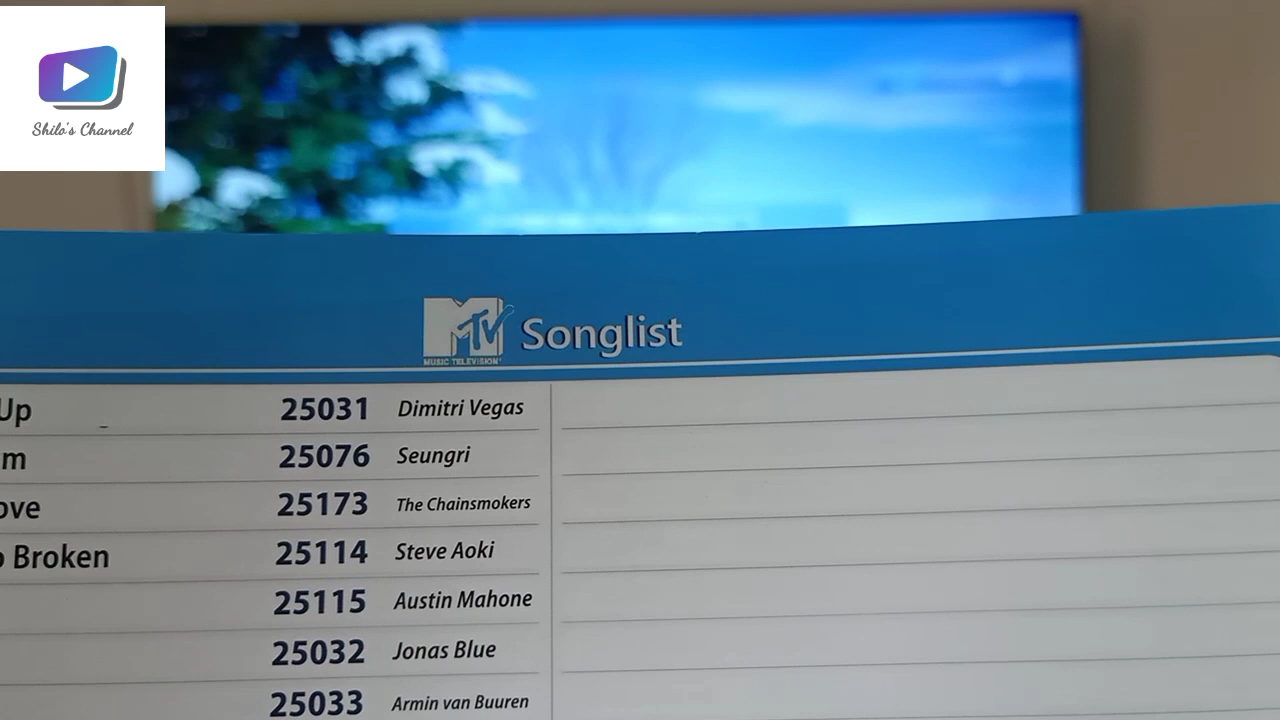 Shilo's Channel
MTV
MUSIC TELEVISION
Songlist
Up 25031 Dimitri Vegas
m 25076 Seungri
ove 25173 The Chainsmokers
o Broken 25114 Steve Aoki
25115 Austin Mahone
25032 Jonas Blue
25033 Armin van Buuren